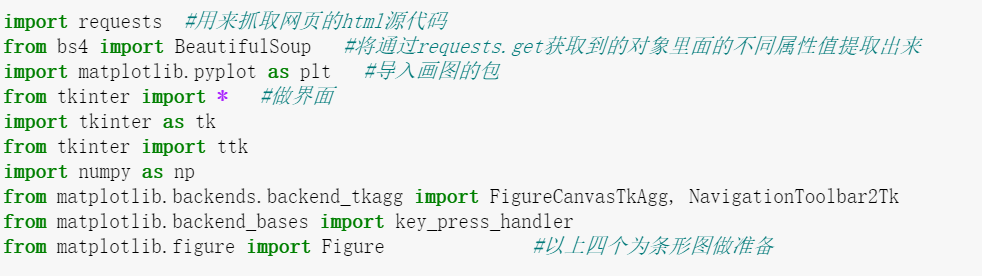 import requests  #用来抓取网页的html源代码
from bs4 import BeautifulSoup   #将通过requests.get获取到的对象里面的不同属性值提取出来
import matplotlib.pyplot as plt   #导入画图的包
from tkinter import *   #做界面
import tkinter as tk
from tkinter import ttk
import numpy as np
from matplotlib.backends.backend_tkagg import FigureCanvasTkAgg, NavigationToolbar2Tk
from matplotlib.backend_bases import key_press_handler
from matplotlib.figure import Figure                #以上四个为条形图做准备